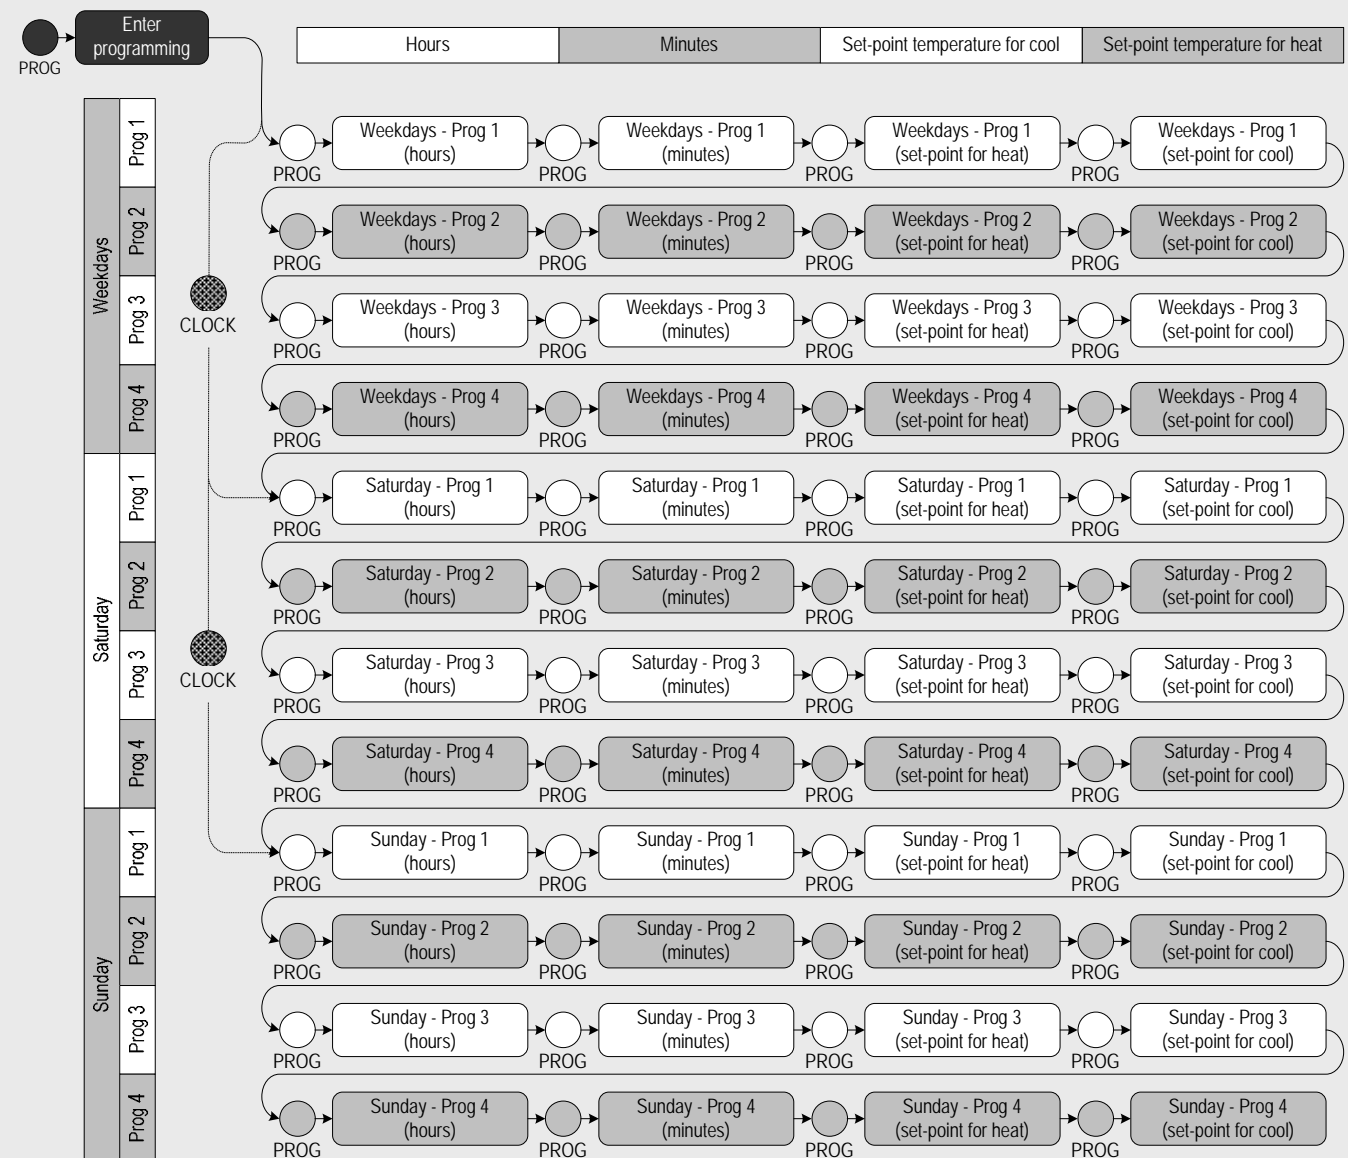 Enter
programming
PROG
Hours
Minutes
Set-point temperature for cool
Set-point temperature for heat
Weekdays
Prog 1
Weekdays - Prog 1
(hours)
Weekdays - Prog 1
(minutes)
Weekdays - Prog 1
(set-point for heat)
Weekdays - Prog 1
(set-point for cool)
PROG
PROG
PROG
PROG
Prog 2
Weekdays - Prog 2
(hours)
Weekdays - Prog 2
(minutes)
Weekdays - Prog 2
(set-point for heat)
Weekdays - Prog 2
(set-point for cool)
PROG
PROG
PROG
PROG
CLOCK
Prog 3
Weekdays - Prog 3
(hours)
Weekdays - Prog 3
(minutes)
Weekdays - Prog 3
(set-point for heat)
Weekdays - Prog 3
(set-point for cool)
PROG
PROG
PROG
PROG
Prog 4
Weekdays - Prog 4
(hours)
Weekdays - Prog 4
(minutes)
Weekdays - Prog 4
(set-point for heat)
Weekdays - Prog 4
(set-point for cool)
PROG
PROG
PROG
PROG
Saturday
Prog 1
Saturday - Prog 1
(hours)
Saturday - Prog 1
(minutes)
Saturday - Prog 1
(set-point for heat)
Saturday - Prog 1
(set-point for cool)
PROG
PROG
PROG
PROG
Prog 2
Saturday - Prog 2
(hours)
Saturday - Prog 2
(minutes)
Saturday - Prog 2
(set-point for heat)
Saturday - Prog 2
(set-point for cool)
PROG
PROG
PROG
PROG
CLOCK
Prog 3
Saturday - Prog 3
(hours)
Saturday - Prog 3
(minutes)
Saturday - Prog 3
(set-point for heat)
Saturday - Prog 3
(set-point for cool)
PROG
PROG
PROG
PROG
Prog 4
Saturday - Prog 4
(hours)
Saturday - Prog 4
(minutes)
Saturday - Prog 4
(set-point for heat)
Saturday - Prog 4
(set-point for cool)
PROG
PROG
PROG
PROG
Sunday
Prog 1
Sunday - Prog 1
(hours)
Sunday - Prog 1
(minutes)
Sunday - Prog 1
(set-point for heat)
Sunday - Prog 1
(set-point for cool)
PROG
PROG
PROG
PROG
Prog 2
Sunday - Prog 2
(hours)
Sunday - Prog 2
(minutes)
Sunday - Prog 2
(set-point for heat)
Sunday - Prog 2
(set-point for cool)
PROG
PROG
PROG
PROG
Prog 3
Sunday - Prog 3
(hours)
Sunday - Prog 3
(minutes)
Sunday - Prog 3
(set-point for heat)
Sunday - Prog 3
(set-point for cool)
PROG
PROG
PROG
PROG
Prog 4
Sunday - Prog 4
(hours)
Sunday - Prog 4
(minutes)
Sunday - Prog 4
(set-point for heat)
Sunday - Prog 4
(set-point for cool)
PROG
PROG
PROG
PROG